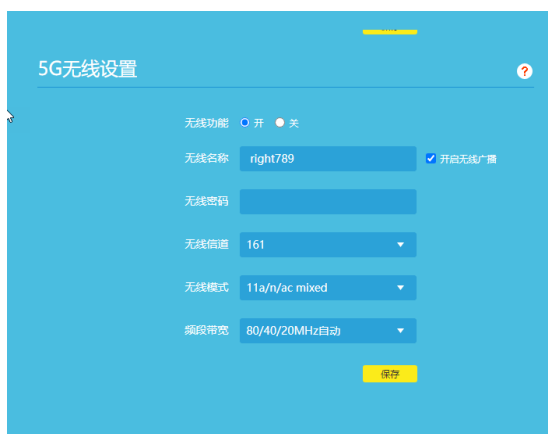 5G无线设置
?
无线功能 开 关
无线名称 right789 开启无线广播
无线密码
无线信道 161
无线模式 11a/n/ac mixed
频段带宽 80/40/20MHz自动
保存